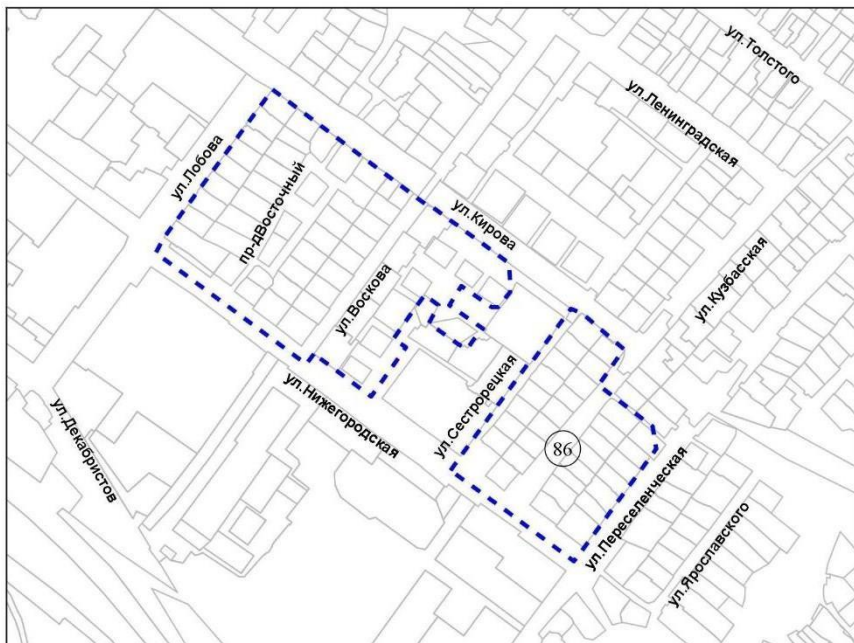 ул.Толстого
ул.Ленинградская
ул.Лобова
пр-дВосточный
ул.Кирова
ул.Кузбасская
ул.Воскова
ул.Сестрорецкая
ул.Нижегородская
ул.Декабристов
86
ул.Переселенческая
ул.Ярославского